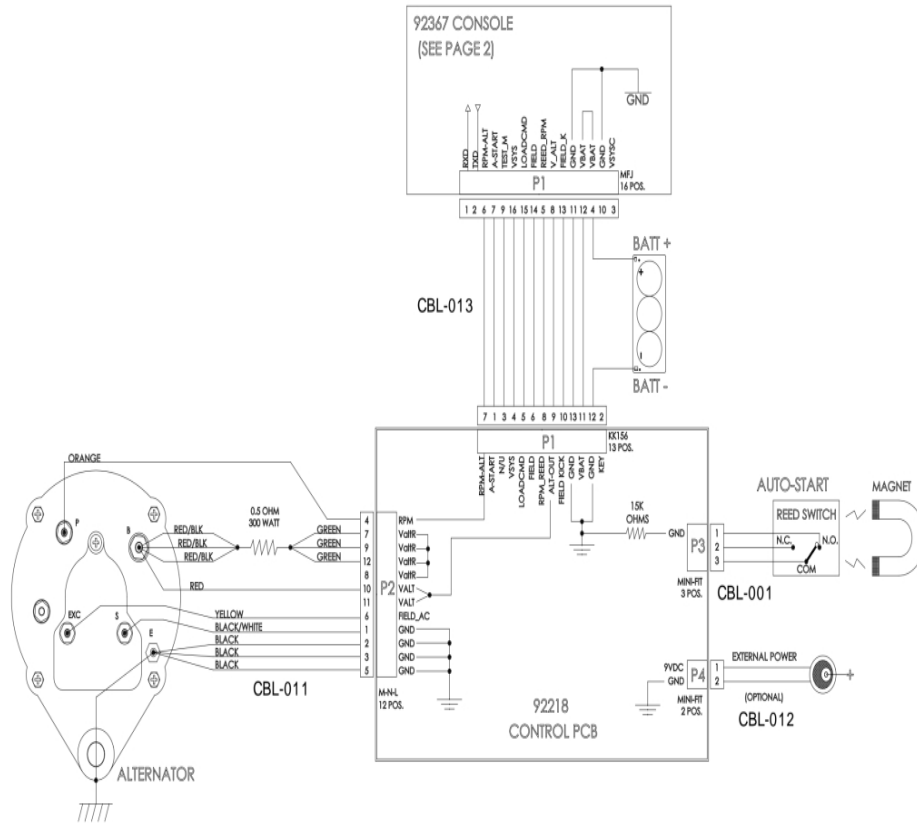 92367 CONSOLE
(SEE PAGE 2)
GND
RXD
TXD
RPM-ALT
A-START
TEST_M
VSYS
LOADCMD
FIELD
REED_RPM
V_ALT
FIELD_K
GND
VBAT
VBAT
GND
VSYSC
P1
MFJ
16 POS.
1 2 6 7 9 16 15 14 5 8 13 11 12 4 10 3
BATT +
+
CBL-013
BATT -
7 1 3 4 5 6 8 9 10 13 11 12 2
P1
KK156
13 POS.
RPM-ALT
A-START
N/U
VSYS
LOADCMD
FIELD
RPM_REED
ALT-OUT
FIELD KICK
GND
VBAT
GND
KEY
ORANGE
P
B
0.5 OHM
300 WATT
RED/BLK
RED/BLK
RED/BLK
GREEN
GREEN
GREEN
RED
EXC
S
E
YELLOW
BLACK/WHITE
BLACK
BLACK
BLACK
CBL-011
ALTERNATOR
4 RPM
7 ValtR
9 ValtR
12 ValtR
8 ValtR
10 VALT
11 VALT
6 FIELD_AC
1 GND
2 GND
3 GND
5 GND
P2
M-N-L
12 POS.
15K
OHMS
GND
P3
1
2
3
MINI-FIT
3 POS.
CBL-001
AUTO-START
REED SWITCH
N.C.
N.O.
COM
MAGNET
9VDC
GND
P4
1
2
MINI-FIT
2 POS.
EXTERNAL POWER
(OPTIONAL)
CBL-012
92218
CONTROL PCB